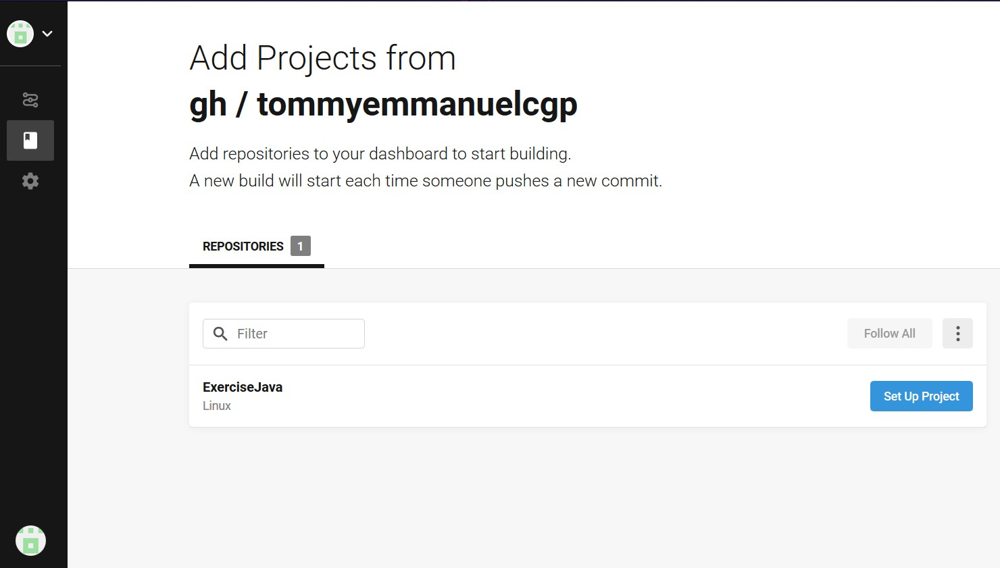 Add Projects from
gh / tommyemmanuelcgp
Add repositories to your dashboard to start building.
A new build will start each time someone pushes a new commit.
REPOSITORIES 1
Filter
Follow All
ExerciseJava
Linux
Set Up Project